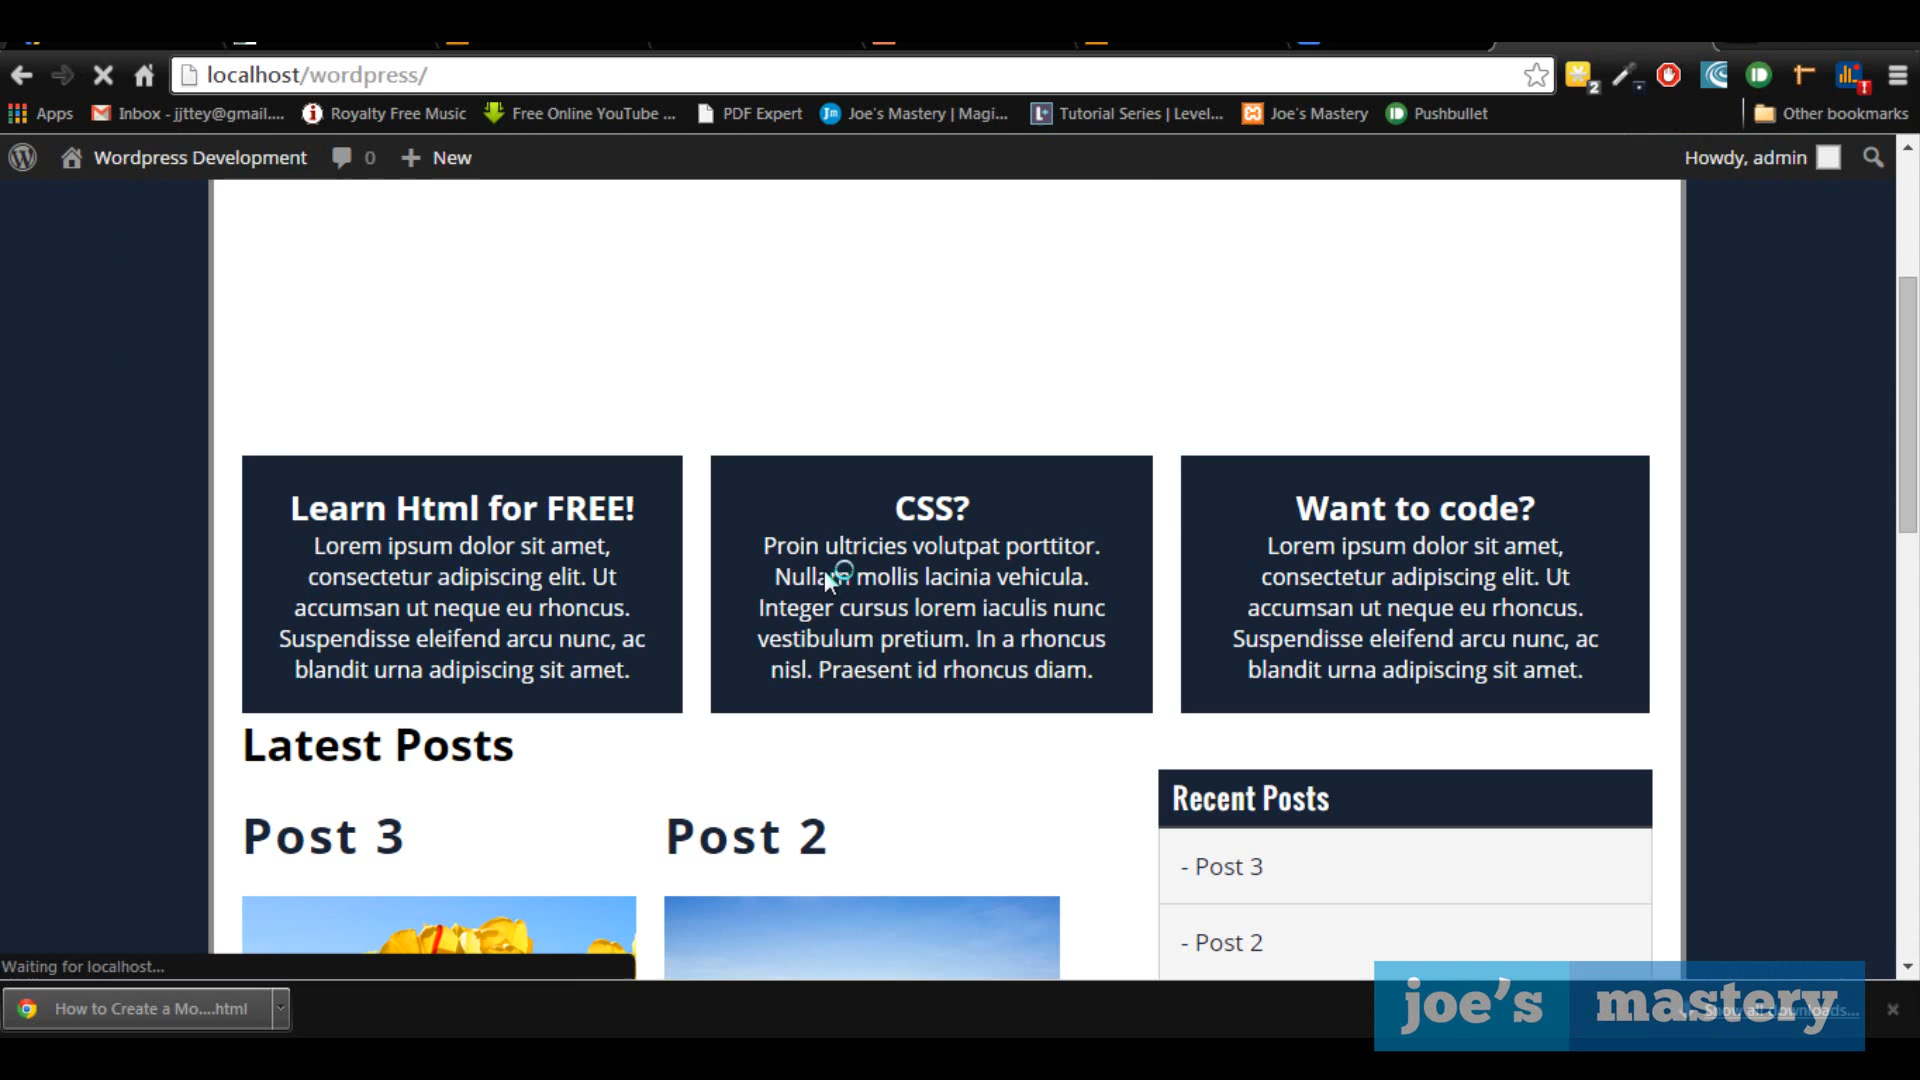 localhost/wordpress/
2
Apps
Inbox - jjttey@gmail....
Royalty Free Music
Free Online YouTube ...
PDF Expert
Joe's Mastery | Magi...
Tutorial Series | Level...
Joe's Mastery
Pushbullet
Other bookmarks
Wordpress Development
0
New
Howdy, admin
Learn Html for FREE!
Lorem ipsum dolor sit amet,
consectetur adipiscing elit. Ut
accumsan ut neque eu rhoncus.
Suspendisse eleifend arcu nunc, ac
blandit urna adipiscing sit amet.
CSS?
Proin ultricies volutpat porttitor.
Nullam mollis lacinia vehicula.
Integer cursus lorem iaculis nunc
vestibulum pretium. In a rhoncus
nisl. Praesent id rhoncus diam.
Want to code?
Lorem ipsum dolor sit amet,
consectetur adipiscing elit. Ut
accumsan ut neque eu rhoncus.
Suspendisse eleifend arcu nunc, ac
blandit urna adipiscing sit amet.
Latest Posts
Post 3
Post 2
Recent Posts
- Post 3
- Post 2
Waiting for localhost...
How to Create a Mo....html
joe's mastery
Show all downloads...